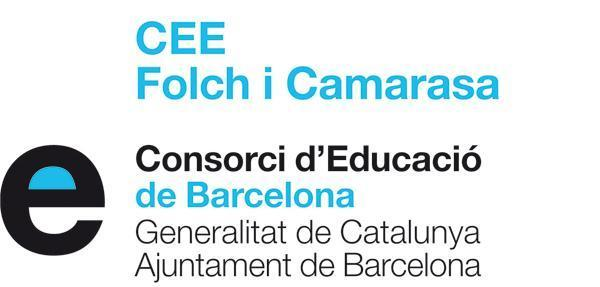 CEE
Folch i Camarasa
e
Consorci d’Educació
de Barcelona
Generalitat de Catalunya
Ajuntament de Barcelona